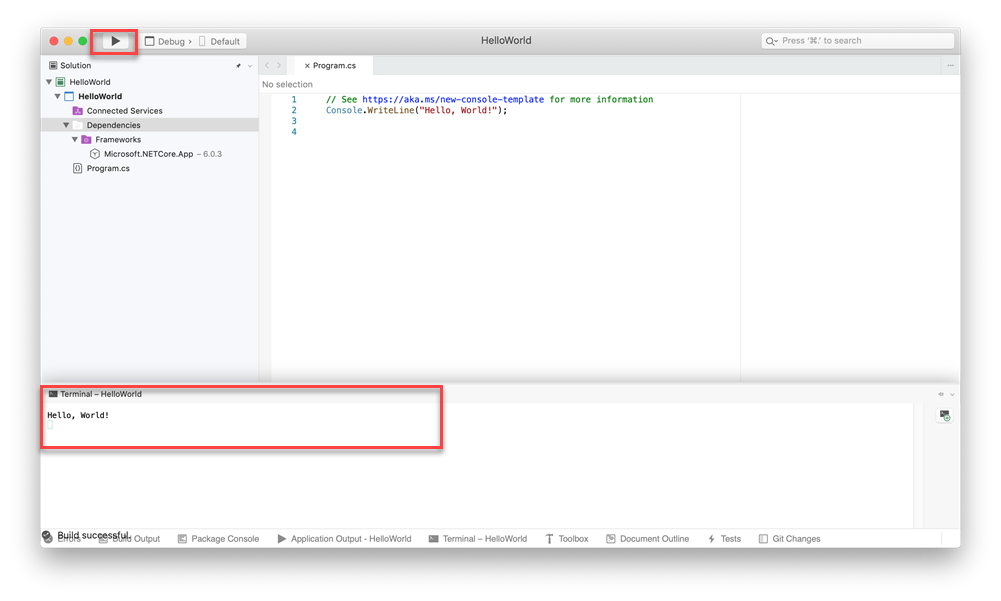 Debug › Default
HelloWorld
Press '⌘.' to search
Solution
HelloWorld
HelloWorld
Connected Services
Dependencies
Frameworks
Microsoft.NETCore.App – 6.0.3
Program.cs
× Program.cs
No selection
1 // See https://aka.ms/new-console-template for more information
2 Console.WriteLine("Hello, World!");
3
4
Terminal – HelloWorld
Hello, World!
Build successful.
Errors Build Output Package Console Application Output - HelloWorld Terminal – HelloWorld Toolbox Document Outline Tests Git Changes